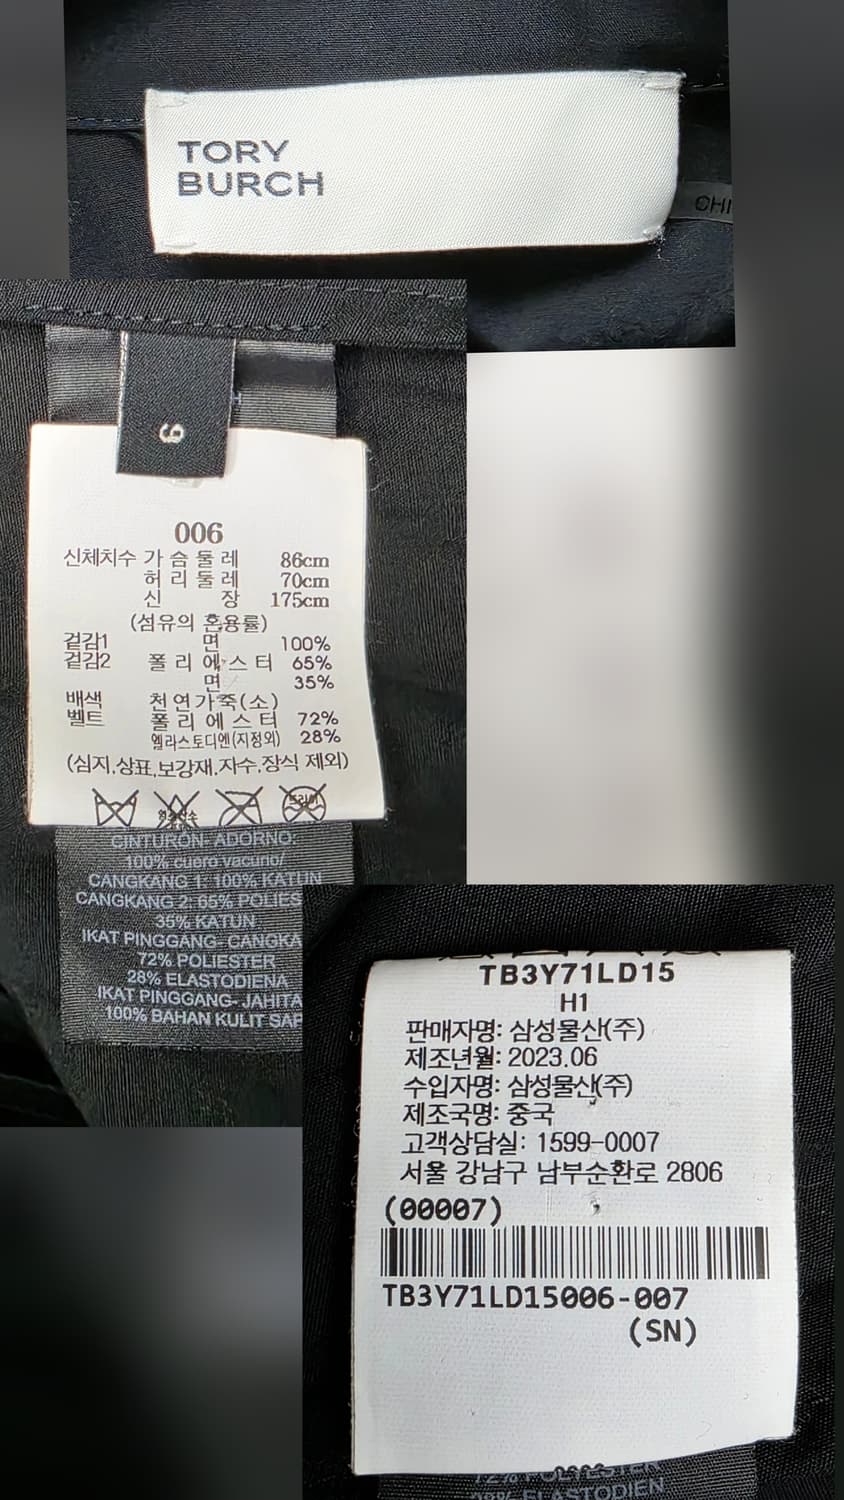 TORY
BURCH
6
006
신체치수 가슴둘레 86cm
허리둘레 70cm
신장 175cm
(섬유의 혼용률)
겉감1 면 100%
겉감2 폴리에스터 65%
면 35%
배색 천연가죽(소)
벨트 폴리에스터 72%
엘라스토디엔(지정외) 28%
(심지,상표,보강재,자수,장식 제외)
드라이
CINTURÓN- ADORNO:
100% cuero vacuno/
CANGKANG 1: 100% KATUN
CANGKANG 2: 65% POLIES
35% KATUN
IKAT PINGGANG- CANGKA
72% POLIESTER
28% ELASTODIENA
IKAT PINGGANG- JAHITA
100% BAHAN KULIT SAP
TB3Y71LD15
H1
판매자명: 삼성물산(주)
제조년월: 2023.06
수입자명: 삼성물산(주)
제조국명: 중국
고객상담실: 1599-0007
서울 강남구 남부순환로 2806
(00007)
TB3Y71LD15006-007
(SN)
72% POLYESTER
28% ELASTODIEN